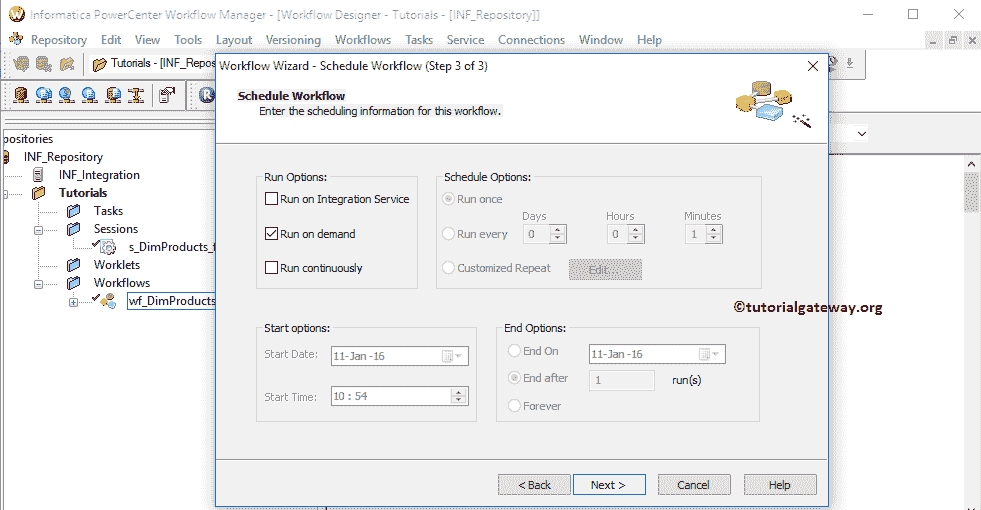 Informatica PowerCenter Workflow Manager - [Workflow Designer - Tutorials - [INF_Repository]]
Repository Edit View Tools Layout Versioning Workflows Tasks Service Connections Window Help
Tutorials - [INF_Repos
Workflow Wizard - Schedule Workflow (Step 3 of 3)
Schedule Workflow
Enter the scheduling information for this workflow.
positories
INF_Repository
INF_Integration
Tutorials
Tasks
Sessions
s_DimProducts_f
Worklets
Workflows
wf_DimProducts
Run Options:
Run on Integration Service
Run on demand
Run continuously
Schedule Options:
Run once
Days Hours Minutes
Run every 0 0 1
Customized Repeat Edit...
©tutorialgateway.org
Start options:
Start Date: 11-Jan -16
Start Time: 10 : 54
End Options:
End On 11-Jan -16
End after 1 run(s)
Forever
< Back Next > Cancel Help